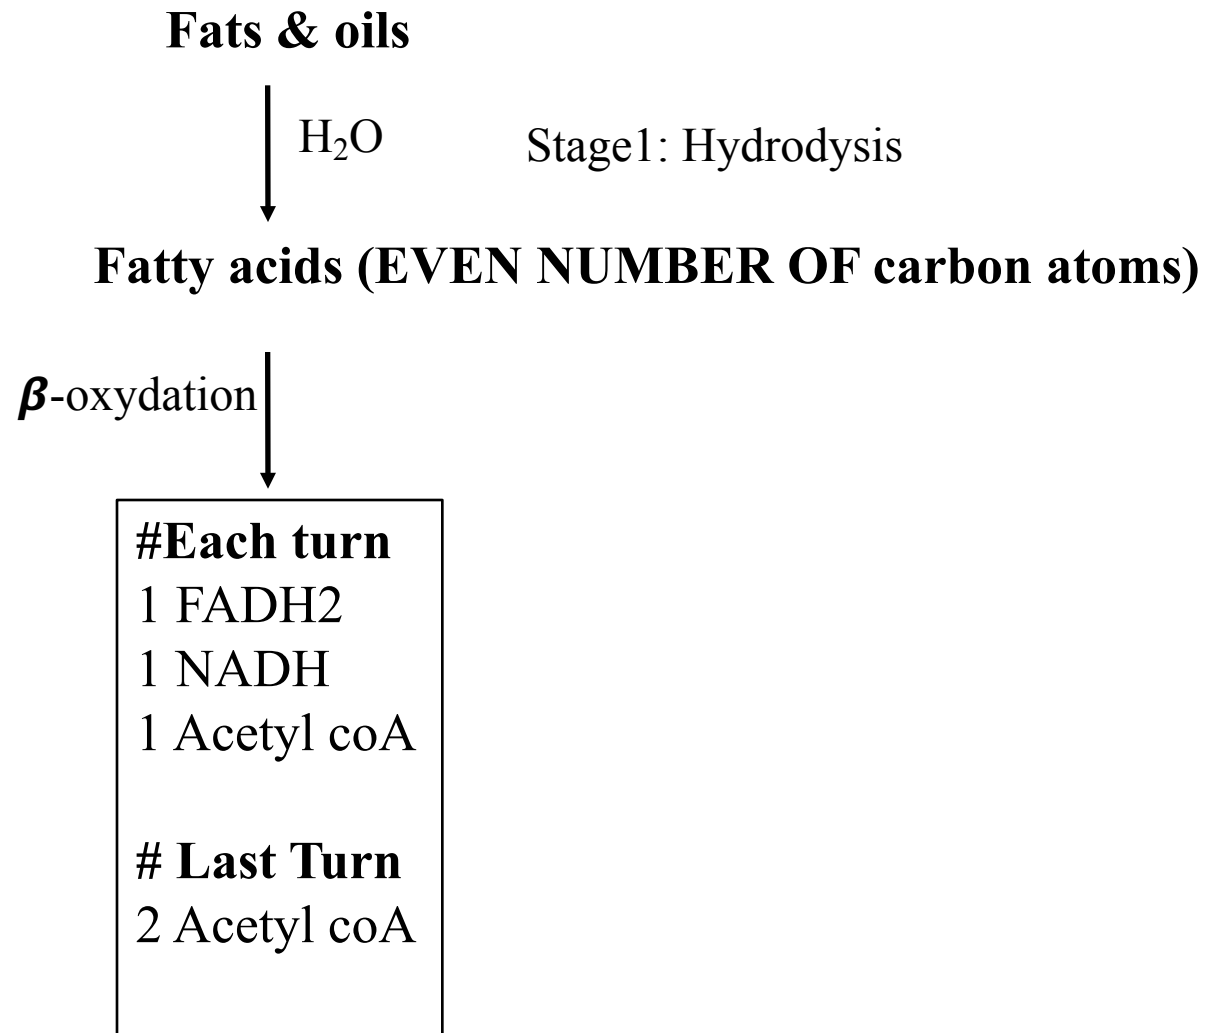 Fats & oils
H₂O
Stage1: Hydrodysis
Fatty acids (EVEN NUMBER OF carbon atoms)
β-oxydation
#Each turn
1 FADH2
1 NADH
1 Acetyl coA
# Last Turn
2 Acetyl coA